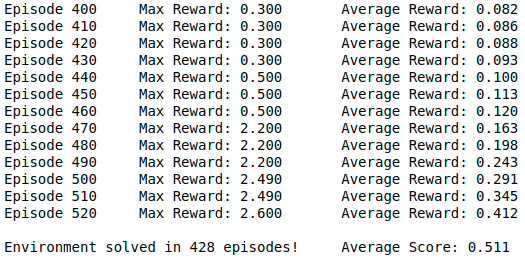 Episode 400 Max Reward: 0.300 Average Reward: 0.082
Episode 410 Max Reward: 0.300 Average Reward: 0.086
Episode 420 Max Reward: 0.300 Average Reward: 0.088
Episode 430 Max Reward: 0.300 Average Reward: 0.093
Episode 440 Max Reward: 0.500 Average Reward: 0.100
Episode 450 Max Reward: 0.500 Average Reward: 0.113
Episode 460 Max Reward: 0.500 Average Reward: 0.120
Episode 470 Max Reward: 2.200 Average Reward: 0.163
Episode 480 Max Reward: 2.200 Average Reward: 0.198
Episode 490 Max Reward: 2.200 Average Reward: 0.243
Episode 500 Max Reward: 2.490 Average Reward: 0.291
Episode 510 Max Reward: 2.490 Average Reward: 0.345
Episode 520 Max Reward: 2.600 Average Reward: 0.412
Environment solved in 428 episodes! Average Score: 0.511